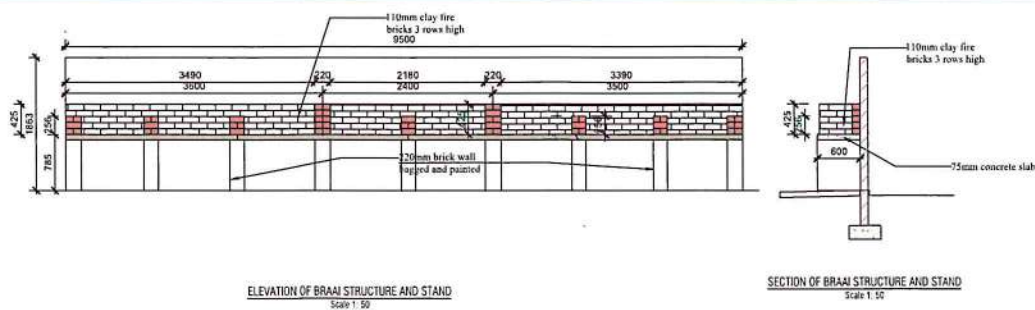 110mm clay fire
bricks 3 rows high
9500
3490
220
2180
220
3390
3500
2400
3500
425
256
1863
785
220mm brick wall
bagged and painted
ELEVATION OF BRAAI STRUCTURE AND STAND
Scale 1: 50
110mm clay fire
bricks 3 rows high
425
256
600
75mm concrete slab
SECTION OF BRAAI STRUCTURE AND STAND
Scale 1: 50